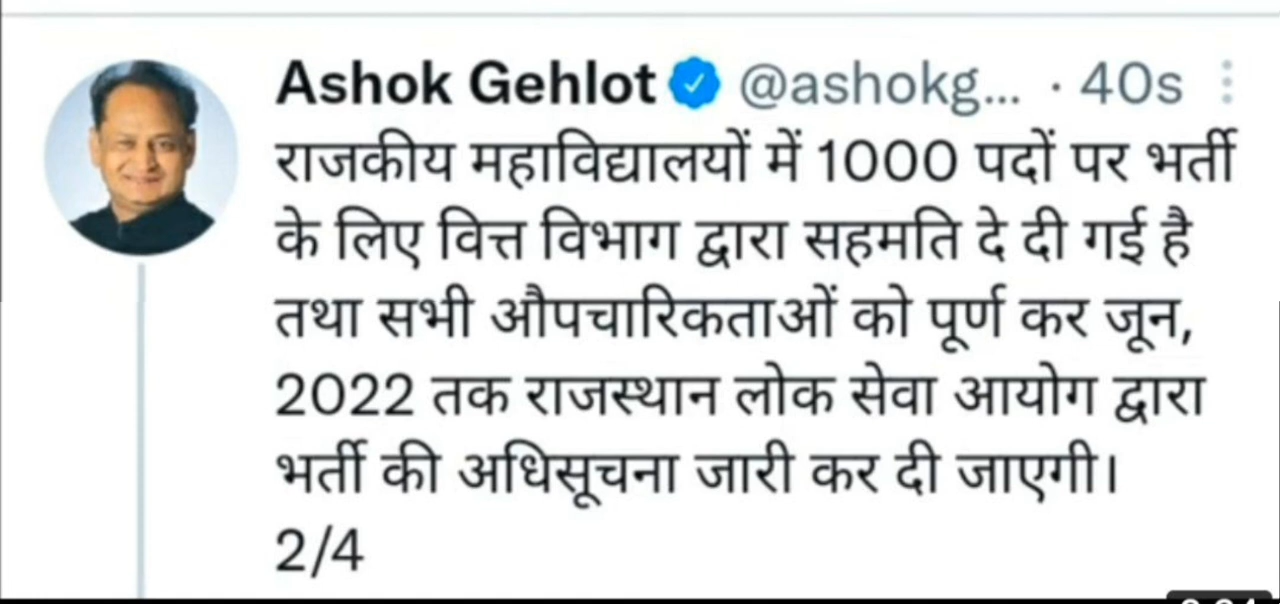 Ashok Gehlot @ashokg... · 40s
राजकीय महाविद्यालयों में 1000 पदों पर भर्ती
के लिए वित्त विभाग द्वारा सहमति दे दी गई है
तथा सभी औपचारिकताओं को पूर्ण कर जून,
2022 तक राजस्थान लोक सेवा आयोग द्वारा
भर्ती की अधिसूचना जारी कर दी जाएगी।
2/4